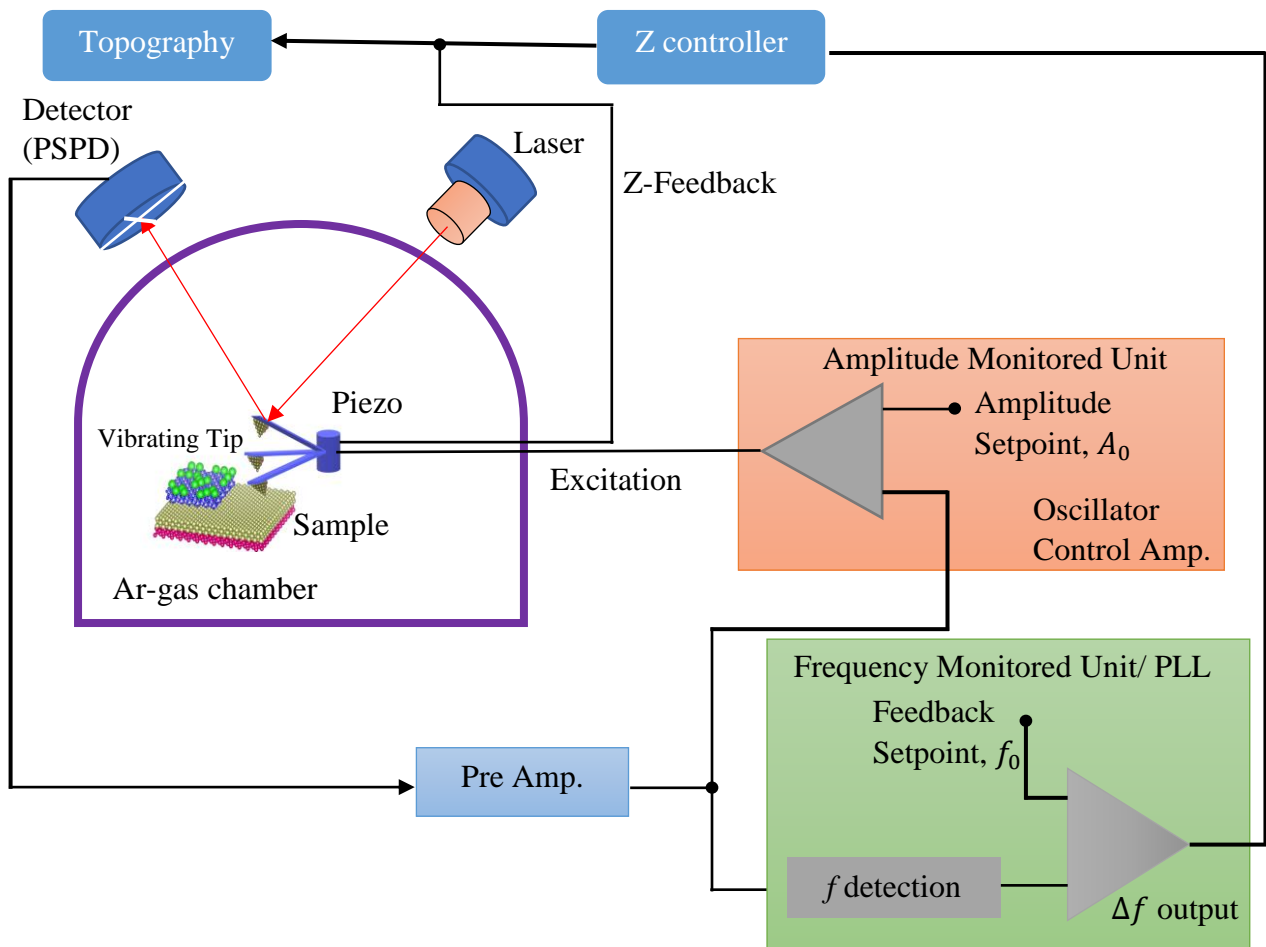 Topography
Z controller
Detector
(PSPD)
Laser
Z-Feedback
Piezo
Vibrating Tip
Sample
Ar-gas chamber
Excitation
Amplitude Monitored Unit
Amplitude
Setpoint, A₀
Oscillator
Control Amp.
Pre Amp.
Frequency Monitored Unit/ PLL
Feedback
Setpoint, f₀
f detection
Δf output